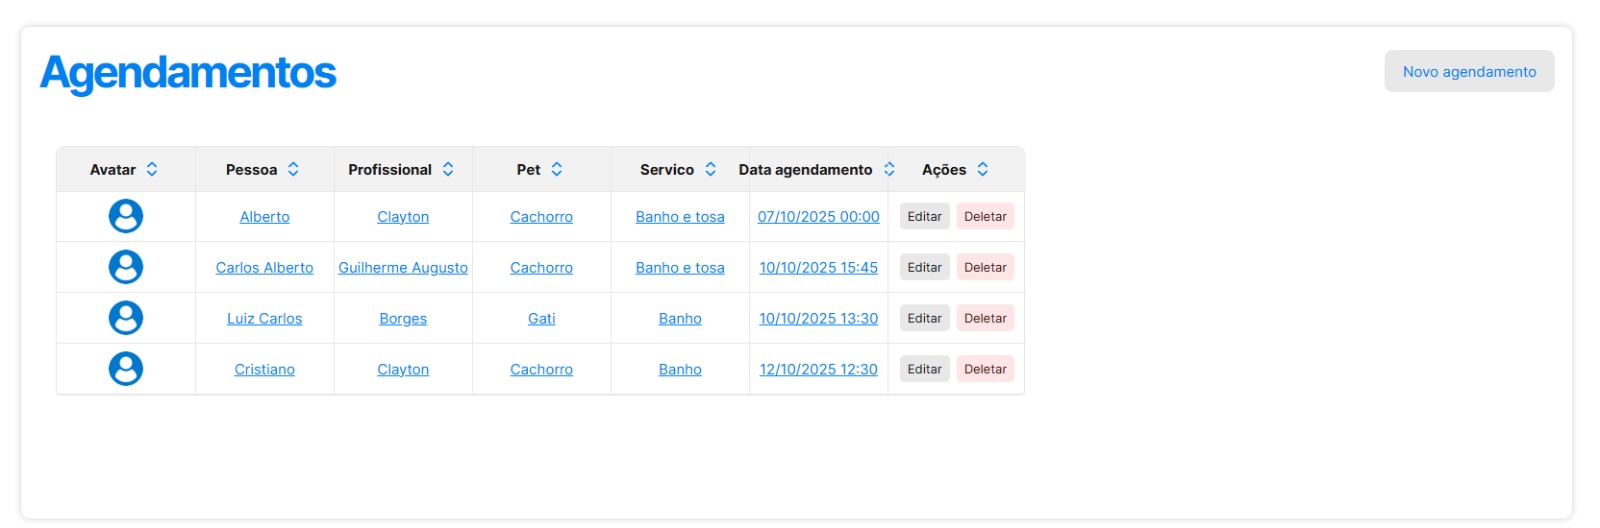 Agendamentos
Novo agendamento
Avatar Pessoa Profissional Pet Servico Data agendamento Ações
Alberto Clayton Cachorro Banho e tosa 07/10/2025 00:00 Editar Deletar
Carlos Alberto Guilherme Augusto Cachorro Banho e tosa 10/10/2025 15:45 Editar Deletar
Luiz Carlos Borges Gati Banho 10/10/2025 13:30 Editar Deletar
Cristiano Clayton Cachorro Banho 12/10/2025 12:30 Editar Deletar